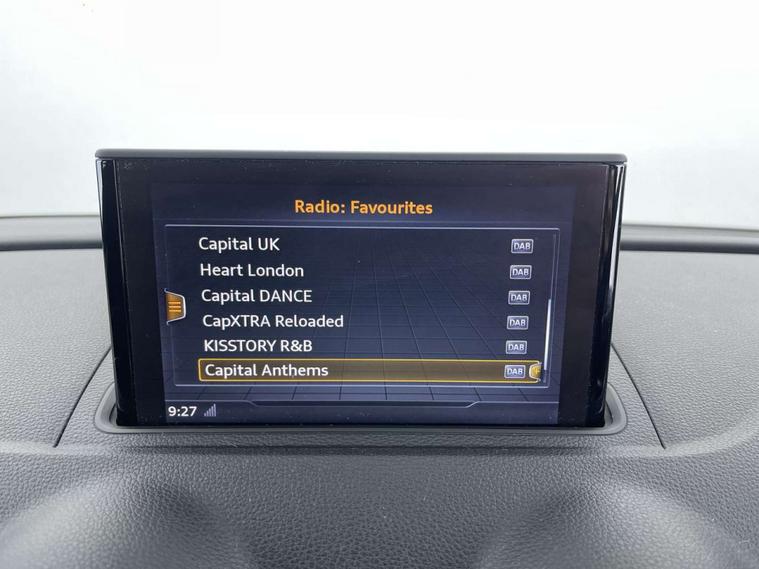 Radio: Favourites
Capital UK DAB
Heart London DAB
Capital DANCE DAB
CapXTRA Reloaded DAB
KISSTORY R&B DAB
Capital Anthems DAB
9:27